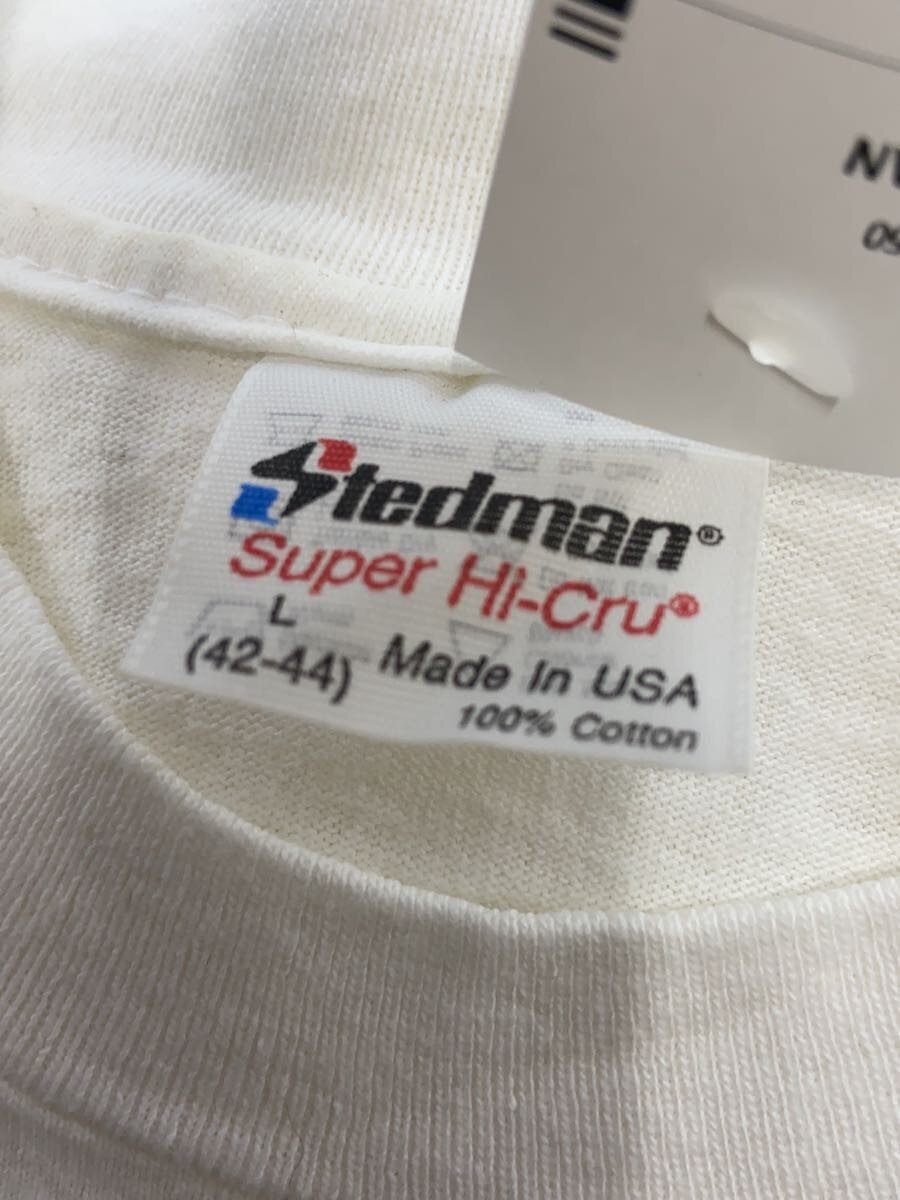 Stedman®
Super Hi-Cru®
L
(42-44)
Made In USA
100% Cotton